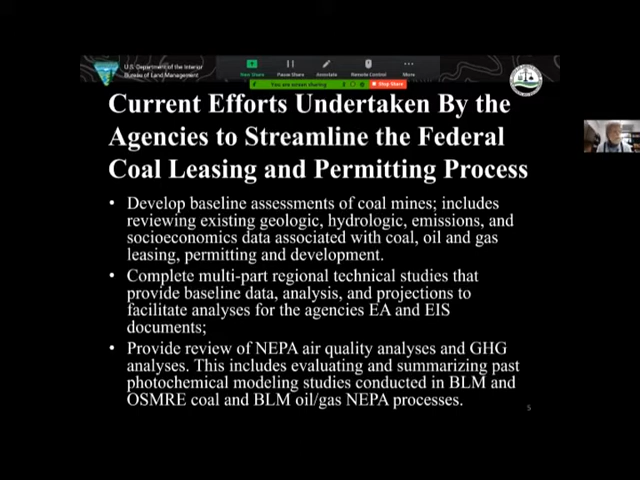 U.S. Department of the Interior
Bureau of Land Management
New Share
Pause Share
Annotate
Remote Control
More
You are screen sharing
Stop Share
Current Efforts Undertaken By the
Agencies to Streamline the Federal
Coal Leasing and Permitting Process
• Develop baseline assessments of coal mines; includes
reviewing existing geologic, hydrologic, emissions, and
socioeconomics data associated with coal, oil and gas
leasing, permitting and development.
• Complete multi-part regional technical studies that
provide baseline data, analysis, and projections to
facilitate analyses for the agencies EA and EIS
documents;
• Provide review of NEPA air quality analyses and GHG
analyses. This includes evaluating and summarizing past
photochemical modeling studies conducted in BLM and
OSMRE coal and BLM oil/gas NEPA processes.
5